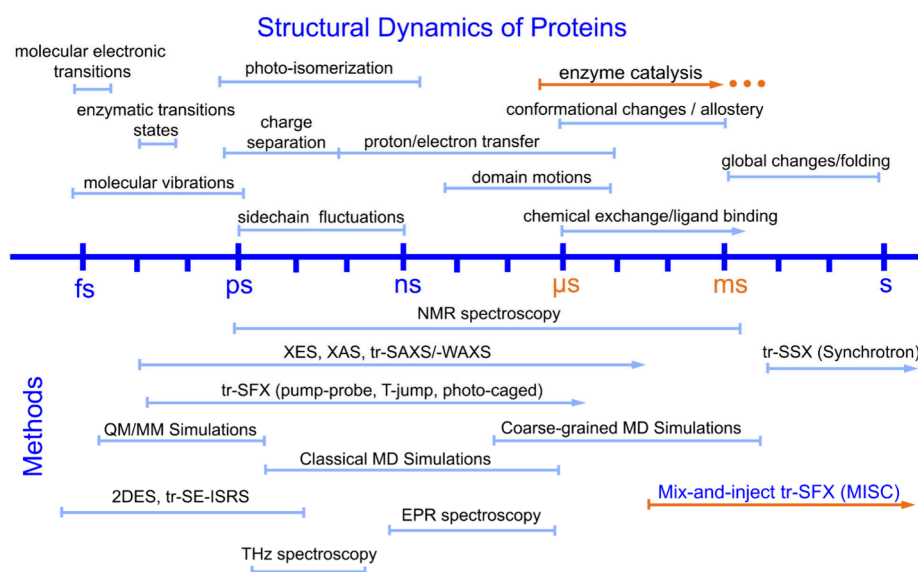 Structural Dynamics of Proteins
molecular electronic
transitions
photo-isomerization
enzyme catalysis
enzymatic transitions
states
charge
separation
proton/electron transfer
conformational changes / allostery
global changes/folding
molecular vibrations
domain motions
sidechain fluctuations
chemical exchange/ligand binding
fs
ps
ns
µs
ms
s
Methods
NMR spectroscopy
XES, XAS, tr-SAXS/-WAXS
tr-SSX (Synchrotron)
tr-SFX (pump-probe, T-jump, photo-caged)
QM/MM Simulations
Coarse-grained MD Simulations
Classical MD Simulations
2DES, tr-SE-ISRS
Mix-and-inject tr-SFX (MISC)
EPR spectroscopy
THz spectroscopy